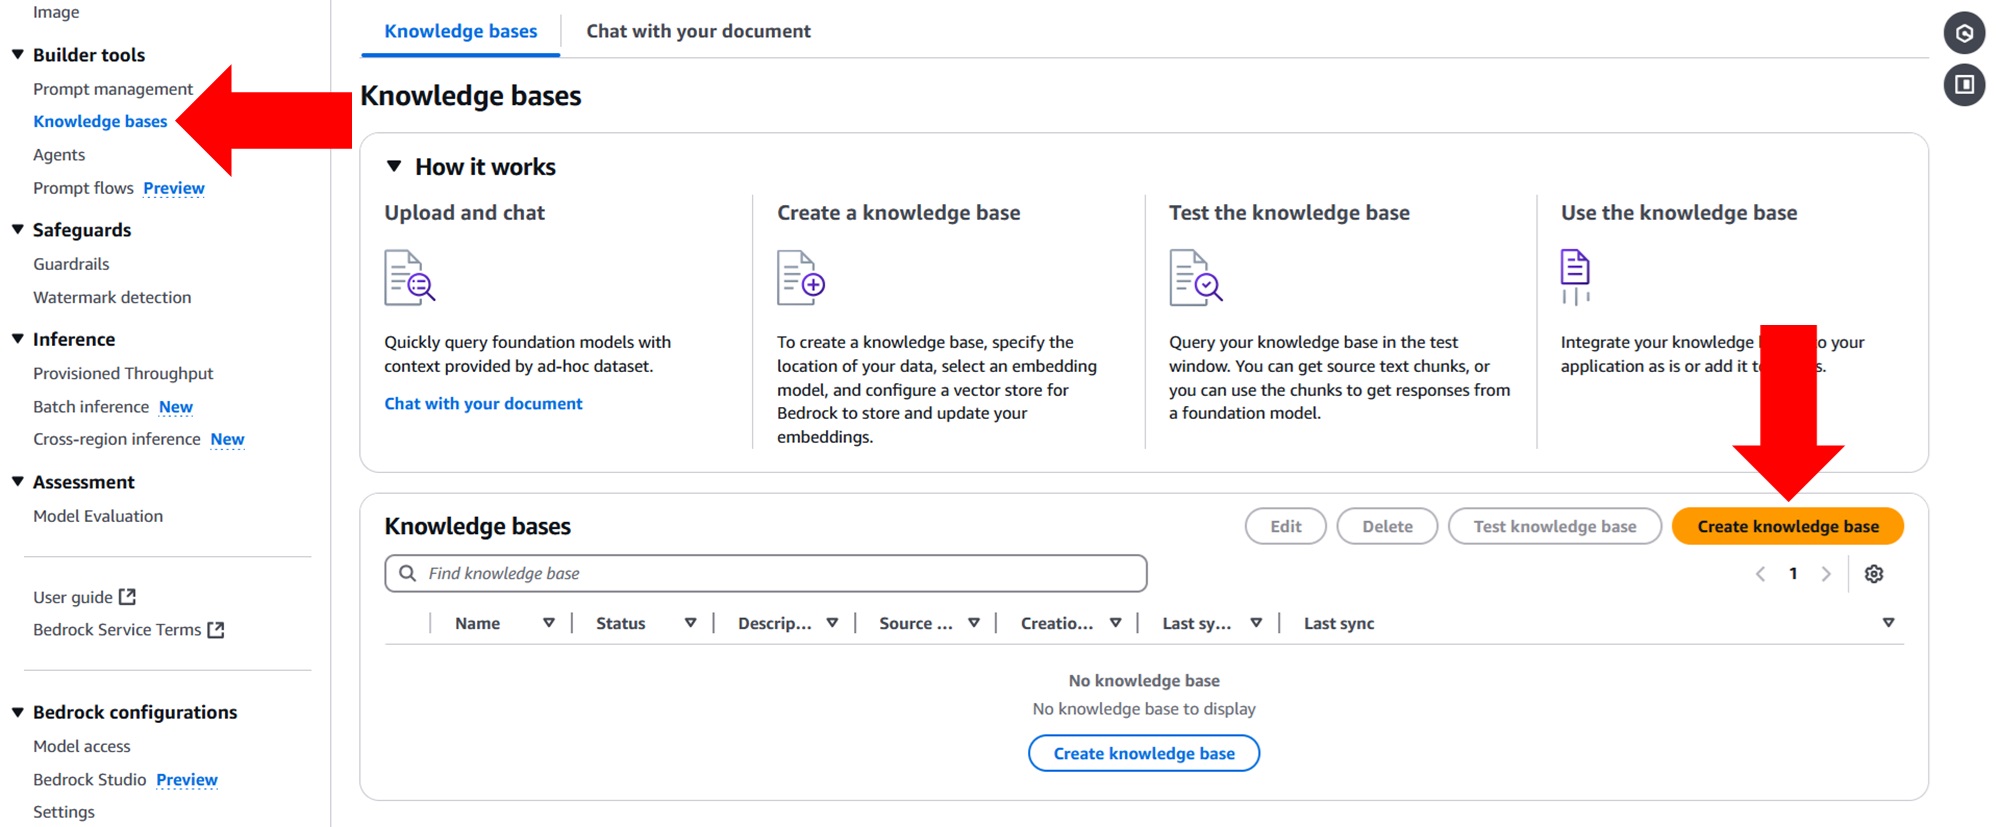 Image
Builder tools
Prompt management
Knowledge bases
Agents
Prompt flows Preview
Safeguards
Guardrails
Watermark detection
Inference
Provisioned Throughput
Batch inference New
Cross-region inference New
Assessment
Model Evaluation
User guide
Bedrock Service Terms
Bedrock configurations
Model access
Bedrock Studio Preview
Settings
Knowledge bases Chat with your document
Knowledge bases
How it works
Upload and chat
Quickly query foundation models with
context provided by ad-hoc dataset.
Chat with your document
Create a knowledge base
To create a knowledge base, specify the
location of your data, select an embedding
model, and configure a vector store for
Bedrock to store and update your
embeddings.
Test the knowledge base
Query your knowledge base in the test
window. You can get source text chunks, or
you can use the chunks to get responses from
a foundation model.
Use the knowledge base
Integrate your knowledge your
application as is or add it
Knowledge bases
Edit Delete Test knowledge base Create knowledge base
Find knowledge base
1
Name Status Descrip... Source ... Creatio... Last sy... Last sync
No knowledge base
No knowledge base to display
Create knowledge base